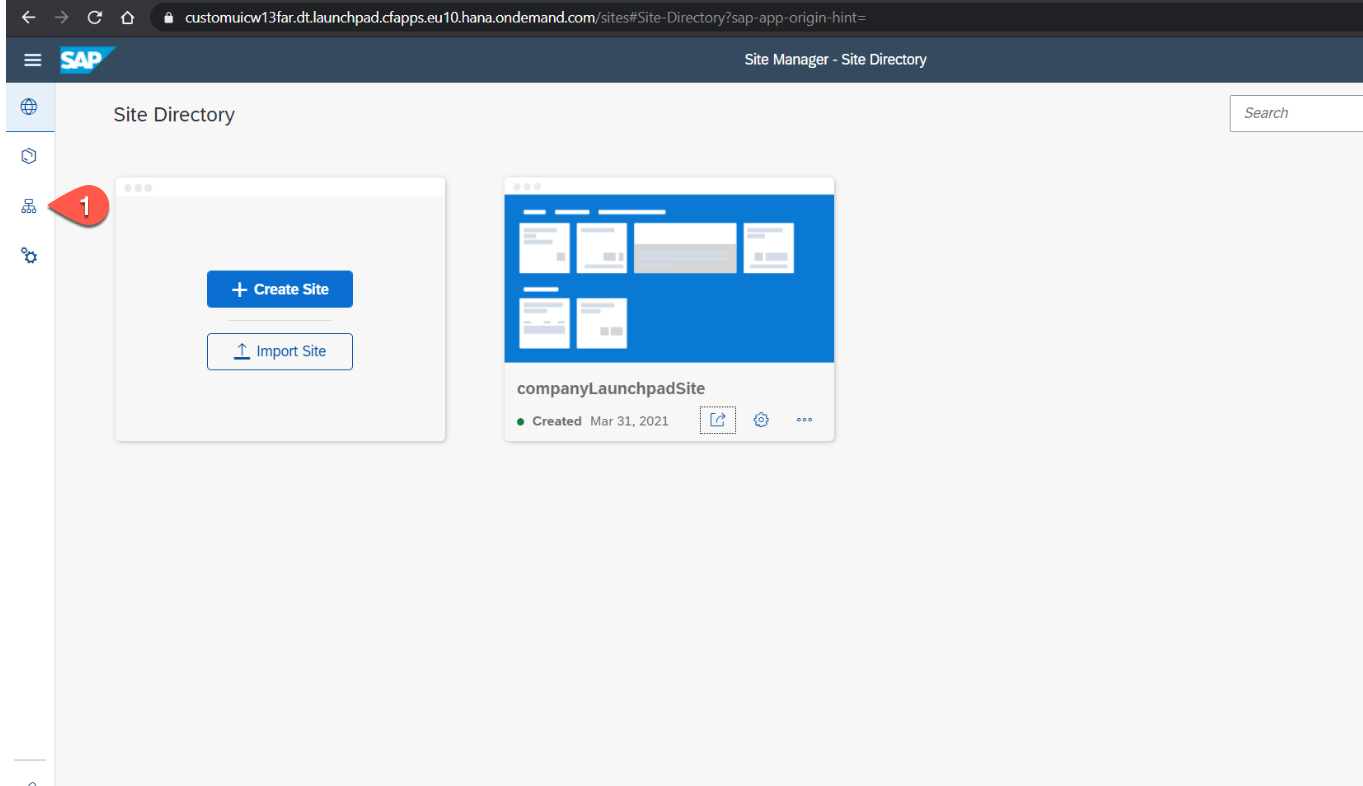 customuicw13far.dt.launchpad.cfapps.eu10.hana.ondemand.com/sites#Site-Directory?sap-app-origin-hint=
SAP
Site Manager - Site Directory
Site Directory
Search
1
Create Site
Import Site
companyLaunchpadSite
Created Mar 31, 2021